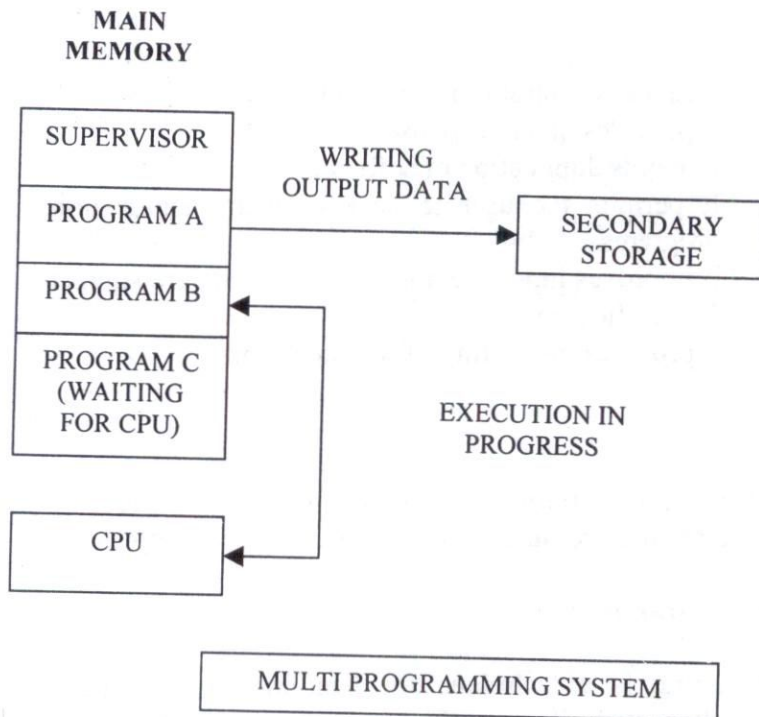 MAIN
MEMORY
SUPERVISOR
WRITING
OUTPUT DATA
PROGRAM A
SECONDARY
STORAGE
PROGRAM B
PROGRAM C
(WAITING
FOR CPU)
EXECUTION IN
PROGRESS
CPU
MULTI PROGRAMMING SYSTEM